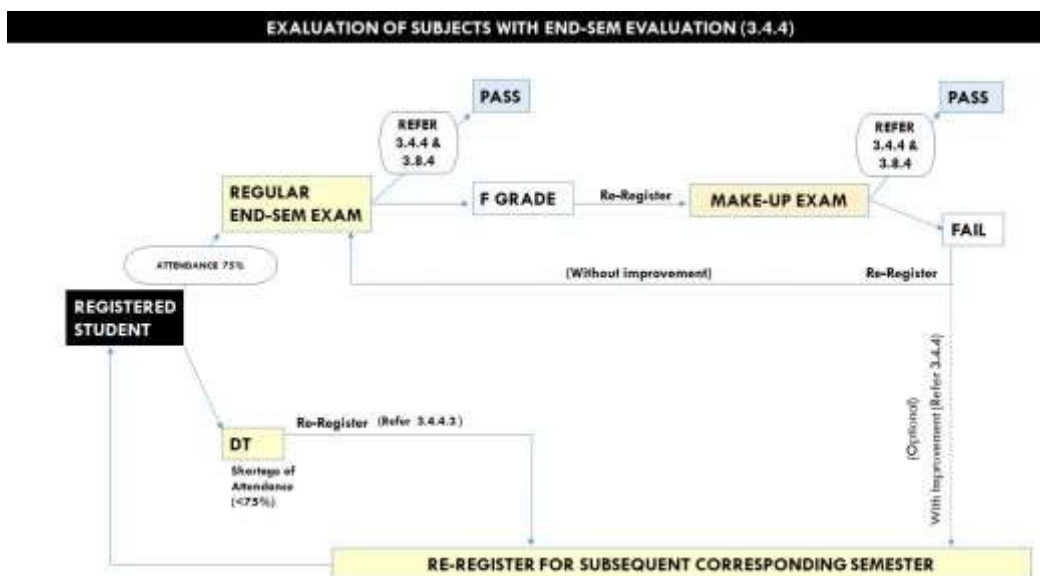 EXALUATION OF SUBJECTS WITH END-SEM EVALUATION (3.4.4)
PASS
PASS
REFER
3.4.4 &
3.8.4
REFER
3.4.4 &
3.8.4
REGULAR
END-SEM EXAM
F GRADE
Re-Register
MAKE-UP EXAM
FAIL
ATTENDANCE 75%
(Without improvement)
Re-Register
REGISTERED
STUDENT
(Optional)
With Improvement (Refer 3.4.4)
Re-Register (Refer 3.4.4.3)
DT
Shortage of
Attendance
(<75%)
RE-REGISTER FOR SUBSEQUENT CORRESPONDING SEMESTER